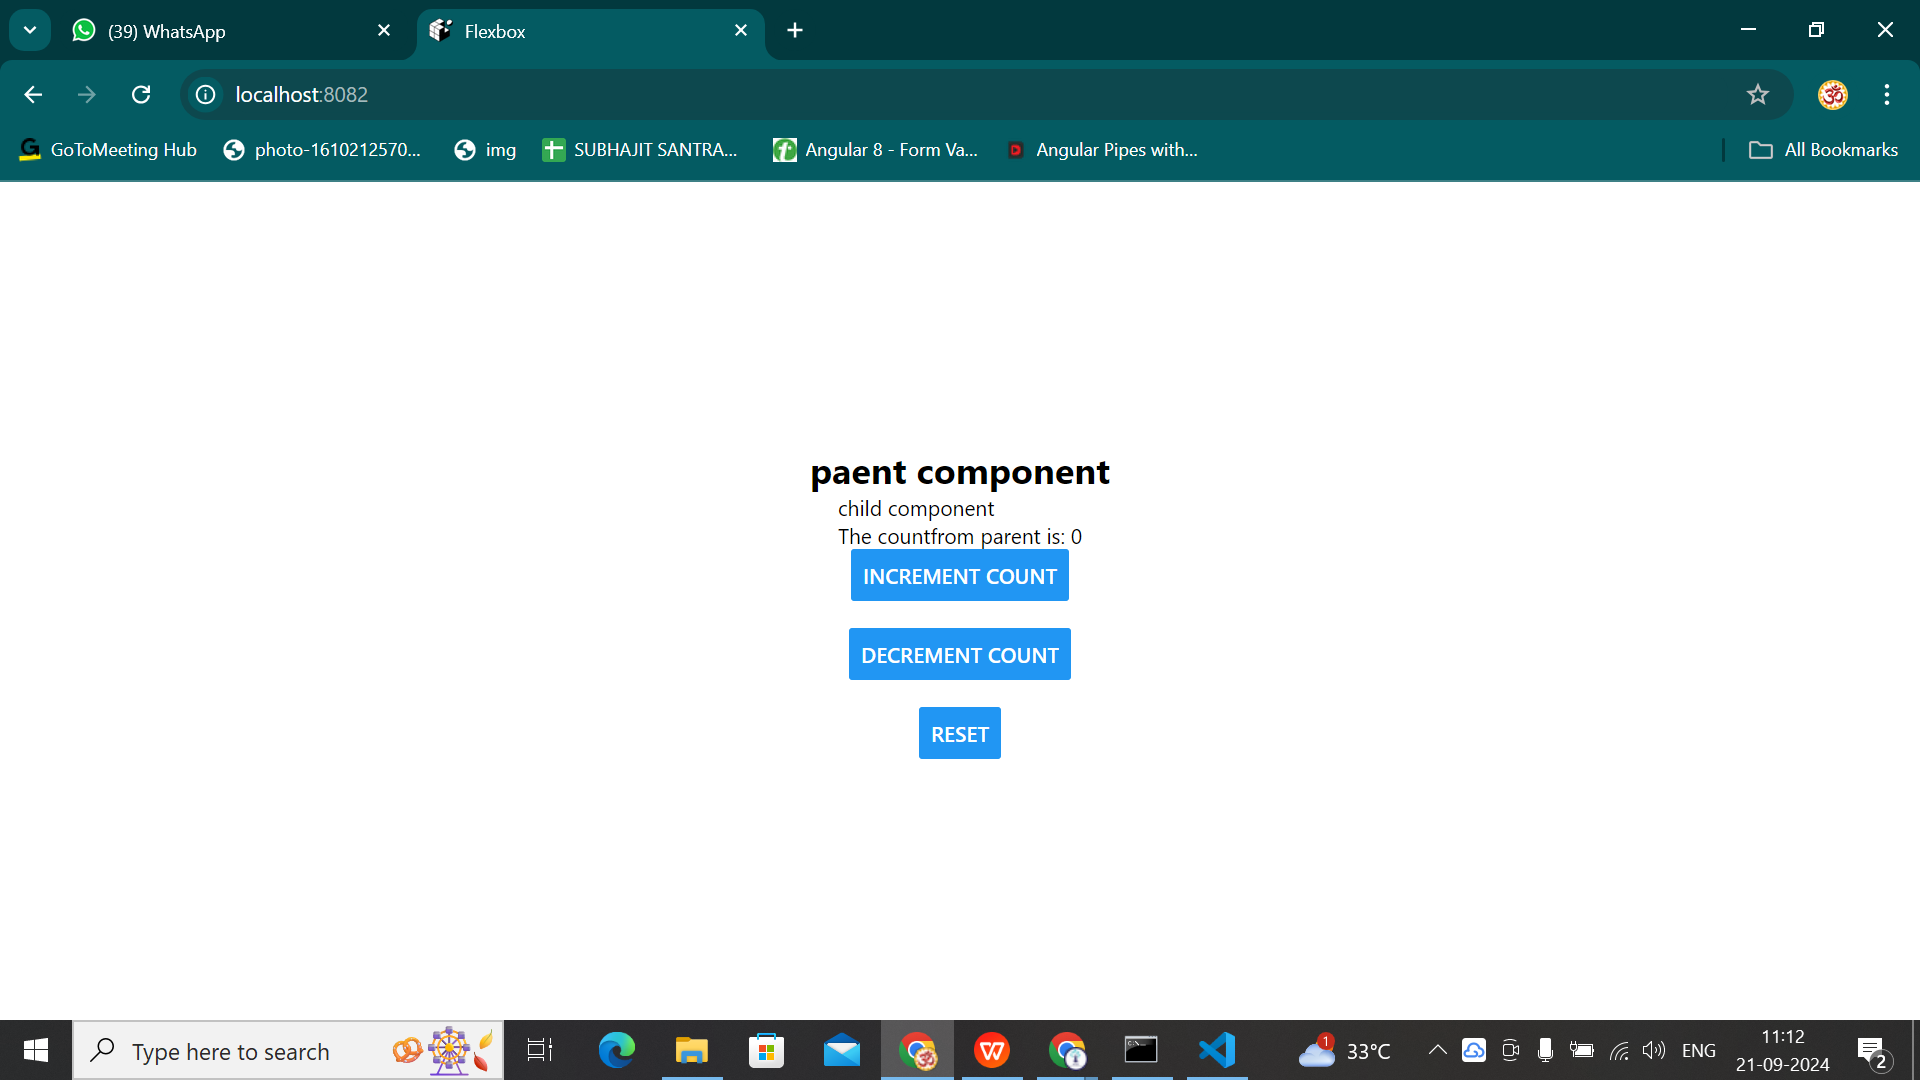 (39) WhatsApp
Flexbox
localhost:8082
GoToMeeting Hub
photo-1610212570...
img
SUBHAJIT SANTRA...
Angular 8 - Form Va...
Angular Pipes with...
All Bookmarks
paent component
child component
The countfrom parent is: 0
INCREMENT COUNT
DECREMENT COUNT
RESET
Type here to search
1
33°C
ENG
11:12
21-09-2024
2